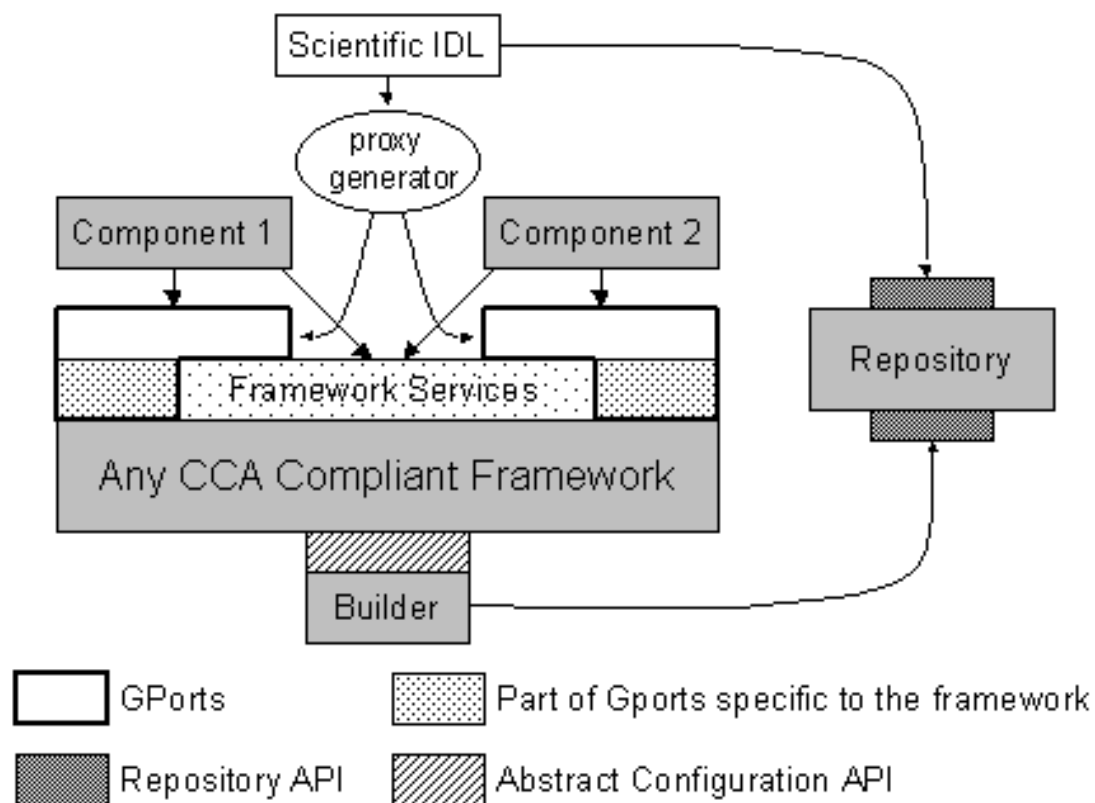 Scientific IDL
proxy
generator
Component 1
Component 2
Repository
Framework Services
Any CCA Compliant Framework
Builder
GPorts
Part of Gports specific to the framework
Repository API
Abstract Configuration API